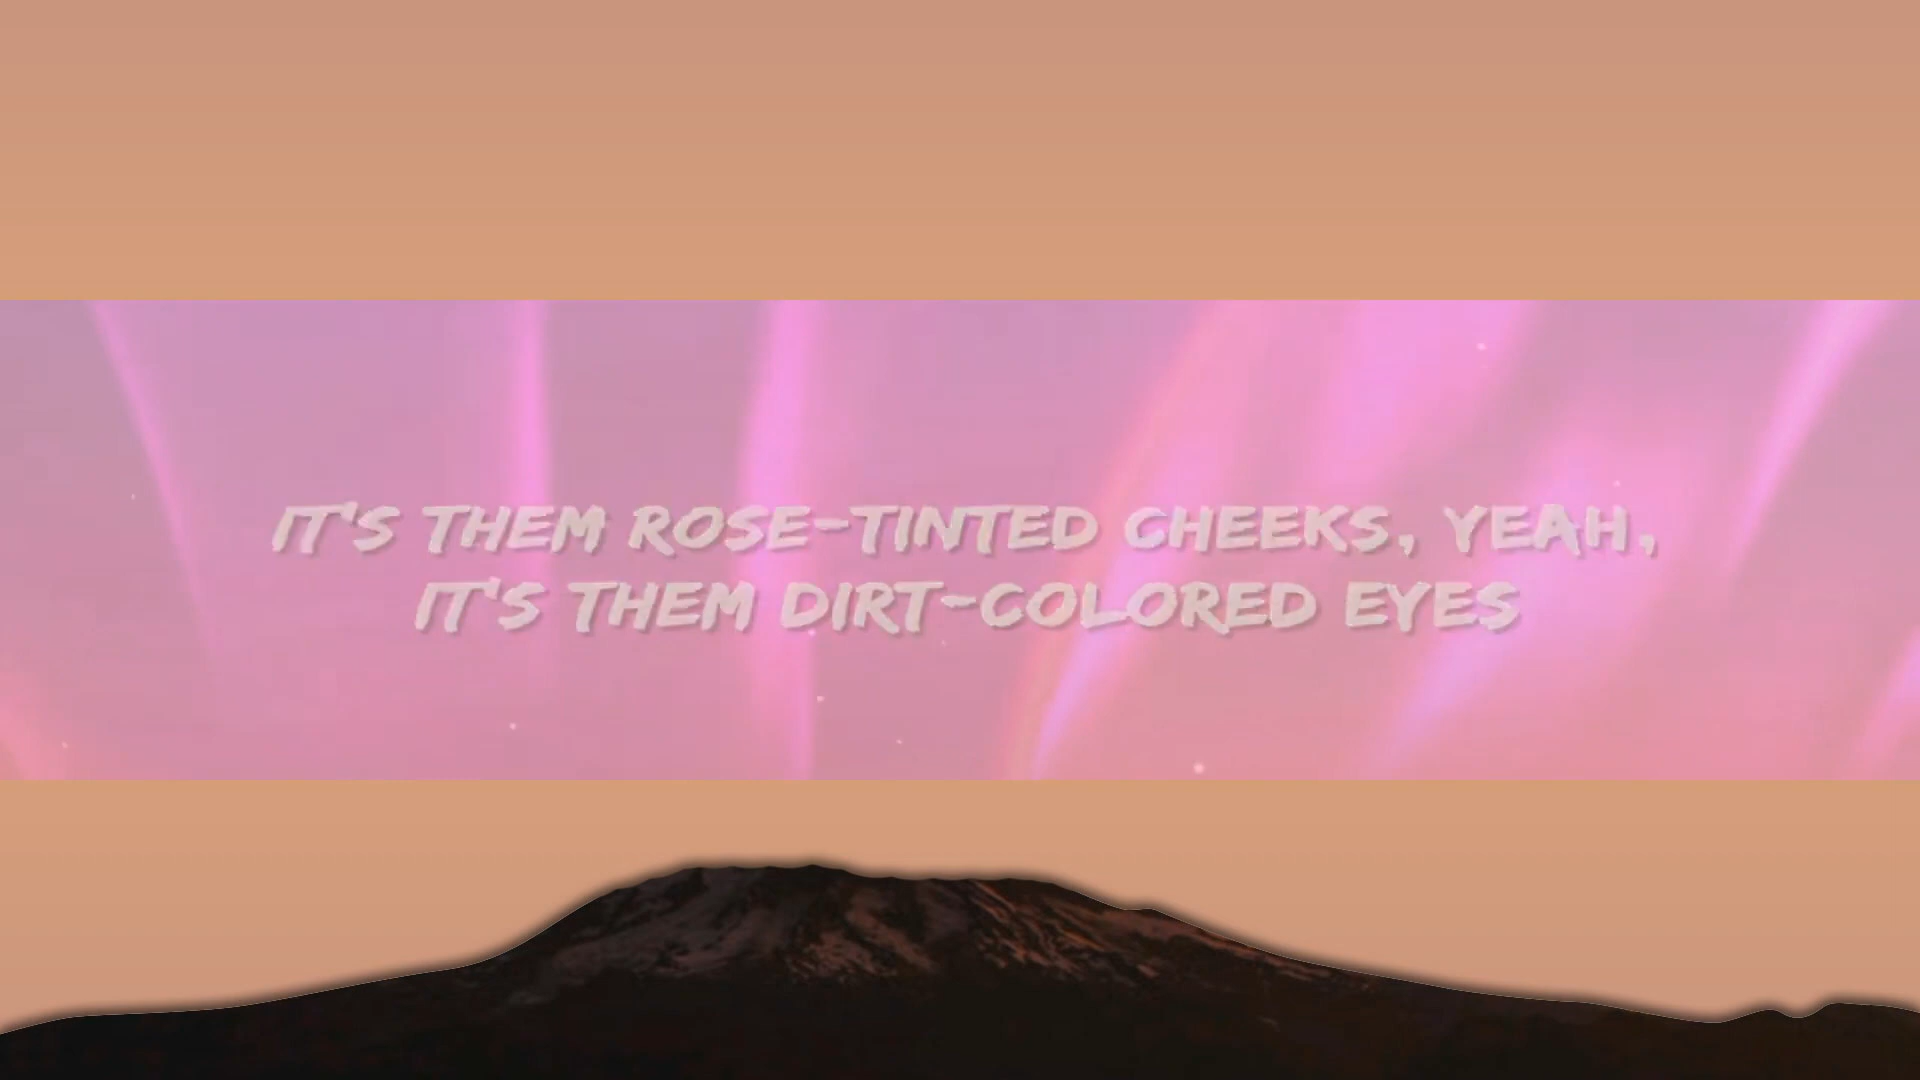 IT'S THEM ROSE-TINTED CHEEKS, YEAH,
IT'S THEM DIRT-COLORED EYES